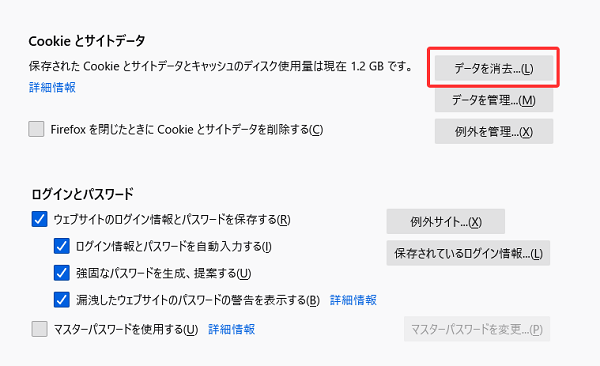 Cookie とサイトデータ
保存された Cookie とサイトデータとキャッシュのディスク使用量は現在 1.2 GB です。 データを消去...(L)
詳細情報
データを管理...(M)
Firefox を閉じたときに Cookie とサイトデータを削除する(C) 例外を管理...(X)
ログインとパスワード
ウェブサイトのログイン情報とパスワードを保存する(R) 例外サイト...(X)
ログイン情報とパスワードを自動入力する(I) 保存されているログイン情報...(L)
強固なパスワードを生成、提案する(U)
漏洩したウェブサイトのパスワードの警告を表示する(B) 詳細情報
マスターパスワードを使用する(U) 詳細情報 マスターパスワードを変更...(P)